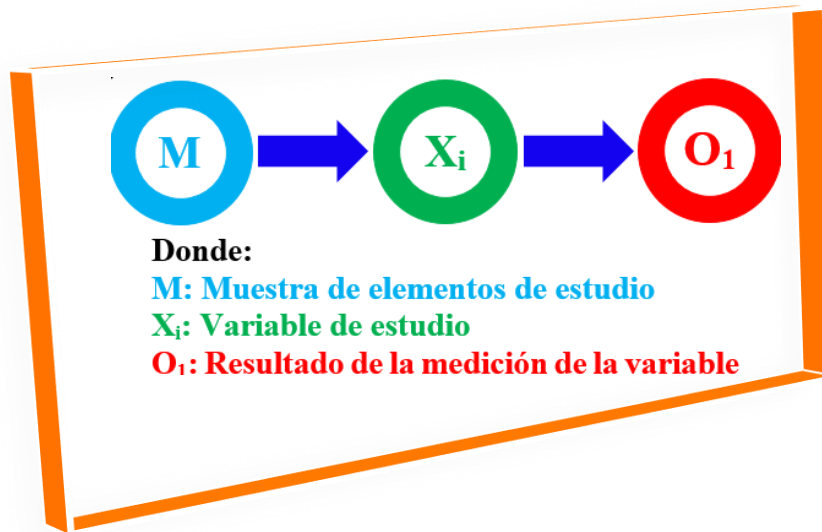 M
Xᵢ
O₁
Donde:
M: Muestra de elementos de estudio
Xᵢ: Variable de estudio
O₁: Resultado de la medición de la variable